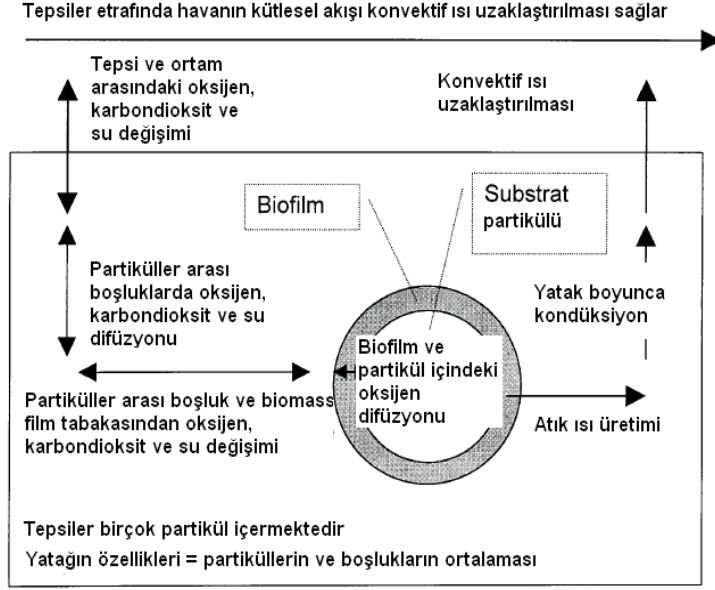 Tepsiler etrafında havanın kütlesel akışı konvektif ısı uzaklaştırılması sağlar
Tepsi ve ortam
arasındaki oksijen,
karbondioksit ve
su değişimi
Konvektif ısı
uzaklaştırılması
Biofilm
Substrat
partikülü
Partiküller arası
boşluklarda oksijen,
karbondioksit ve su
difüzyonu
Yatak boyunca
kondüksiyon
Biofilm ve
partikül içindeki
oksijen
difüzyonu
Partiküller arası boşluk ve biomass
film tabakasından oksijen,
karbondioksit ve su değişimi
Atık ısı üretimi
Tepsiler birçok partikül içermektedir
Yatağın özellikleri = partiküllerin ve boşlukların ortalaması